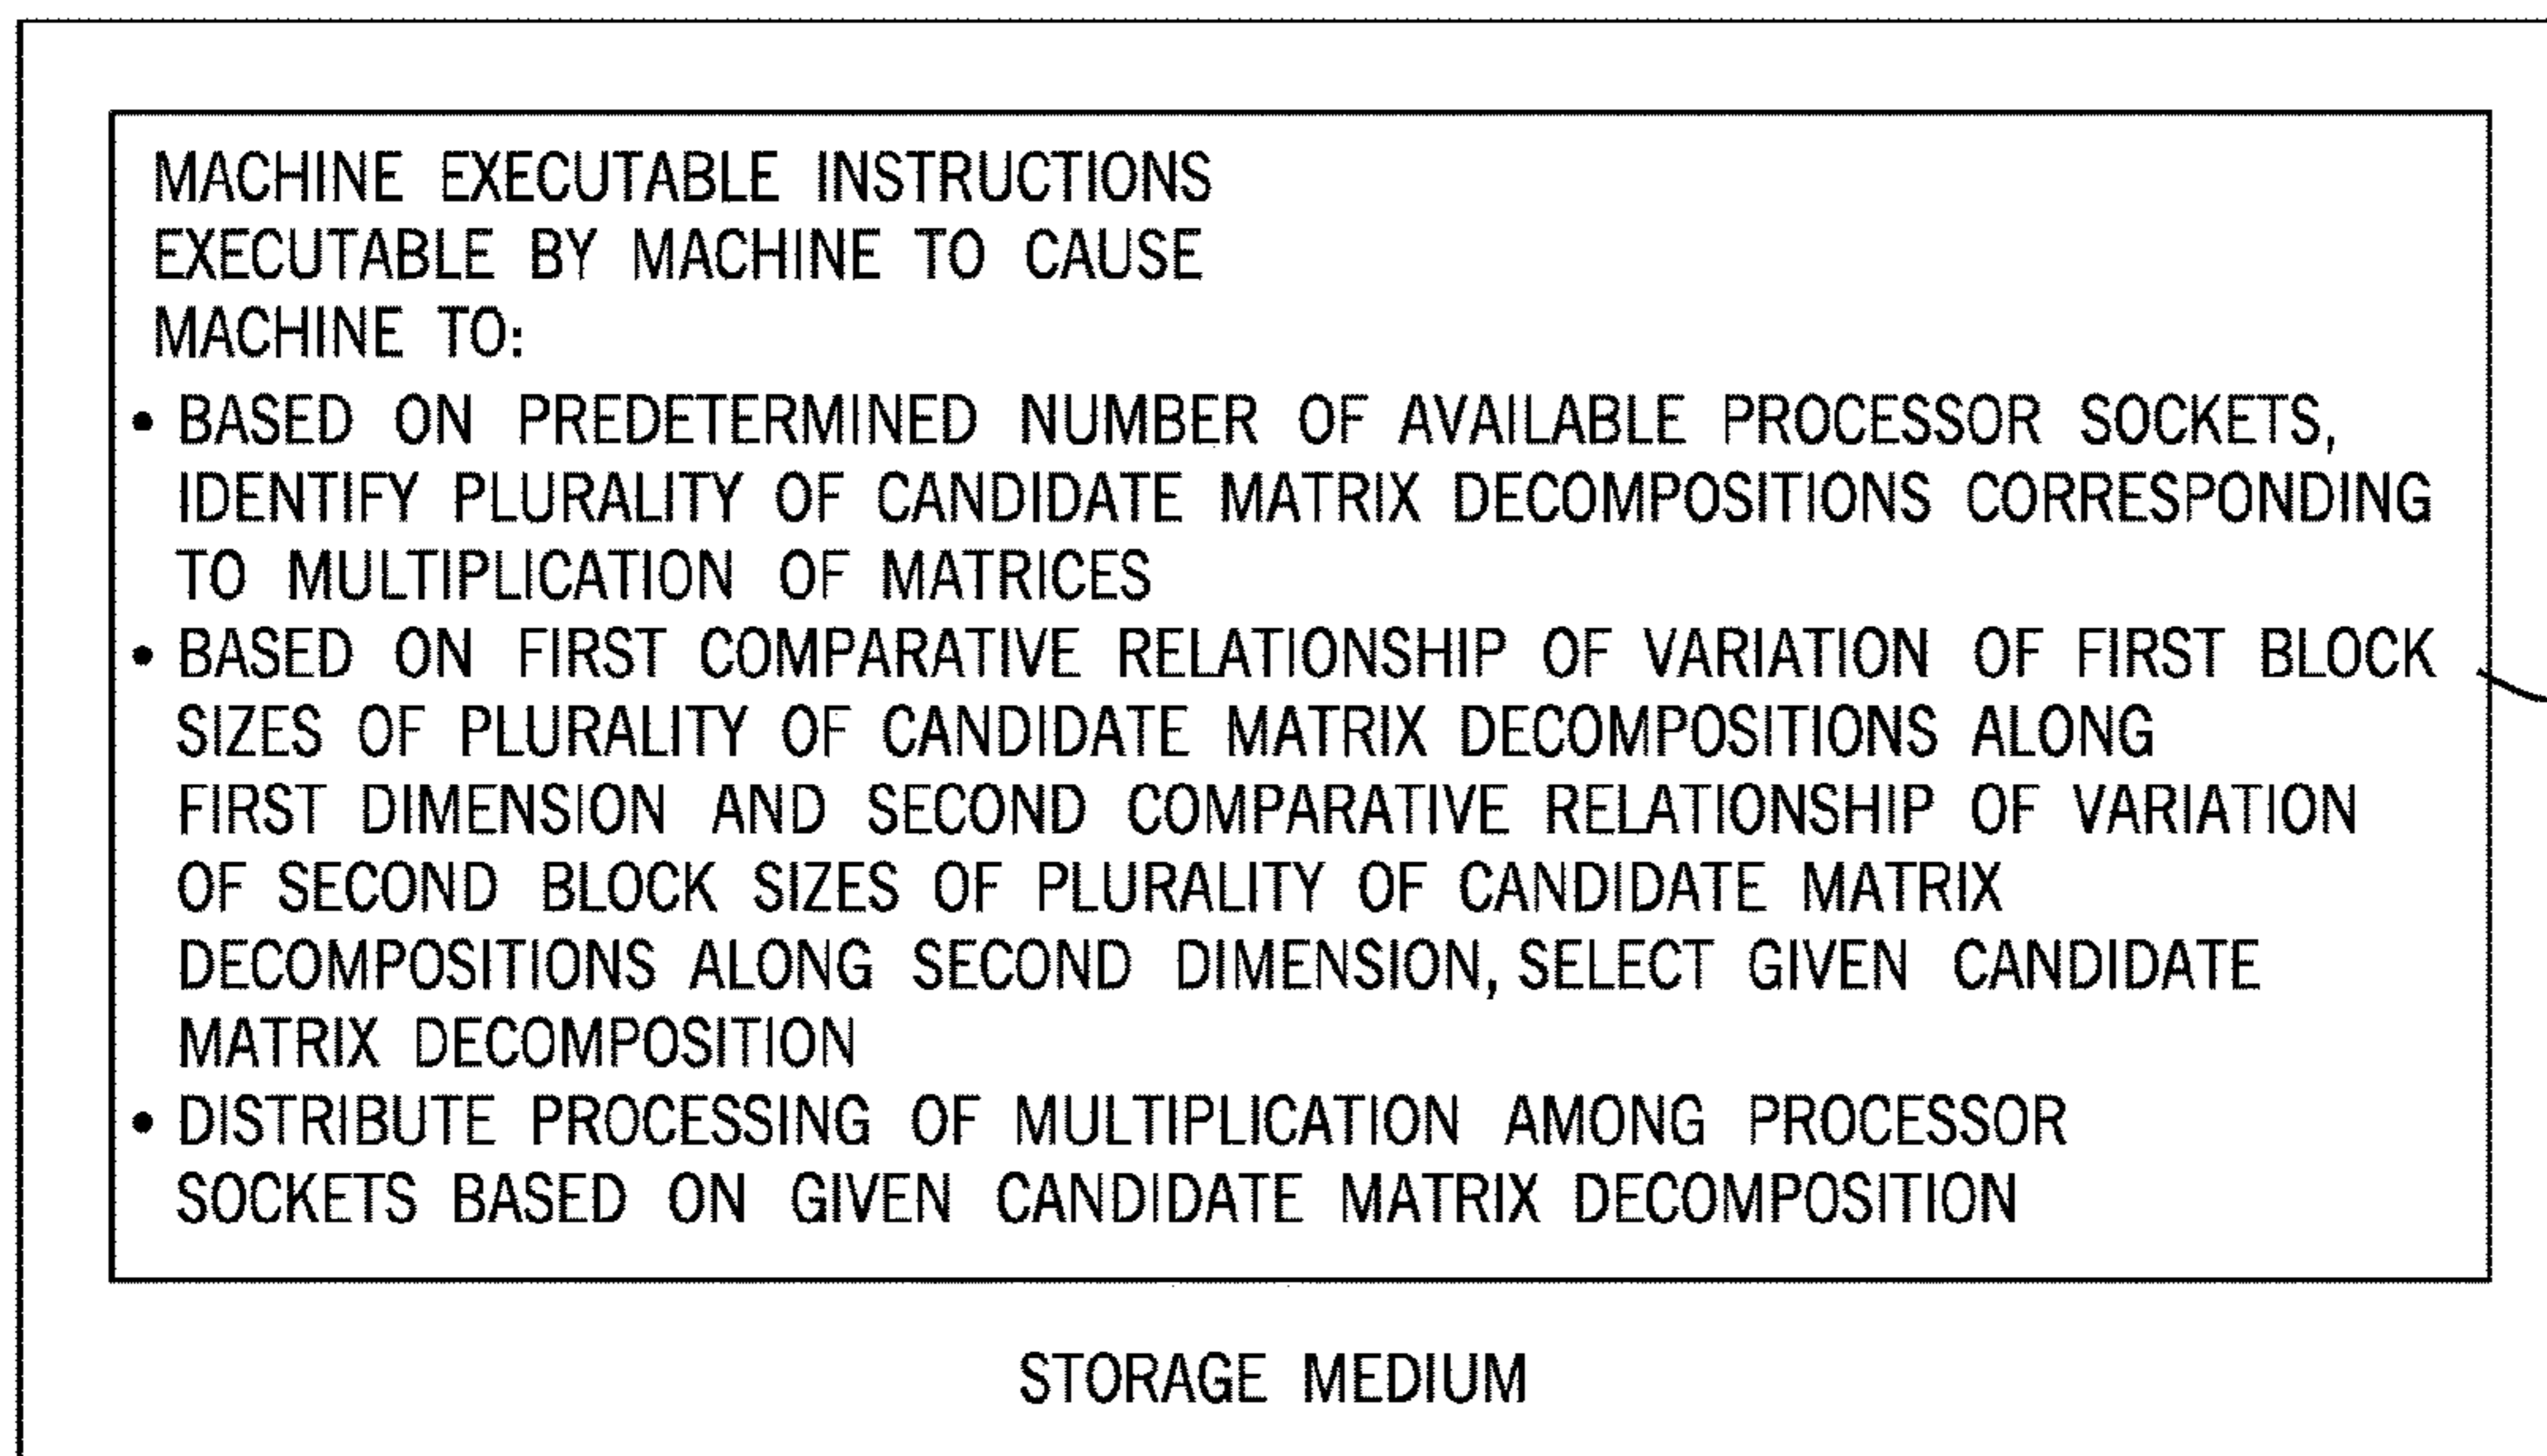 MACHINE EXECUTABLE INSTRUCTIONS
EXECUTABLE BY MACHINE TO CAUSE
MACHINE TO:
• BASED ON PREDETERMINED NUMBER OF AVAILABLE PROCESSOR SOCKETS,
IDENTIFY PLURALITY OF CANDIDATE MATRIX DECOMPOSITIONS CORRESPONDING
TO MULTIPLICATION OF MATRICES
• BASED ON FIRST COMPARATIVE RELATIONSHIP OF VARIATION OF FIRST BLOCK
SIZES OF PLURALITY OF CANDIDATE MATRIX DECOMPOSITIONS ALONG
FIRST DIMENSION AND SECOND COMPARATIVE RELATIONSHIP OF VARIATION
OF SECOND BLOCK SIZES OF PLURALITY OF CANDIDATE MATRIX
DECOMPOSITIONS ALONG SECOND DIMENSION, SELECT GIVEN CANDIDATE
MATRIX DECOMPOSITION
• DISTRIBUTE PROCESSING OF MULTIPLICATION AMONG PROCESSOR
SOCKETS BASED ON GIVEN CANDIDATE MATRIX DECOMPOSITION
STORAGE MEDIUM